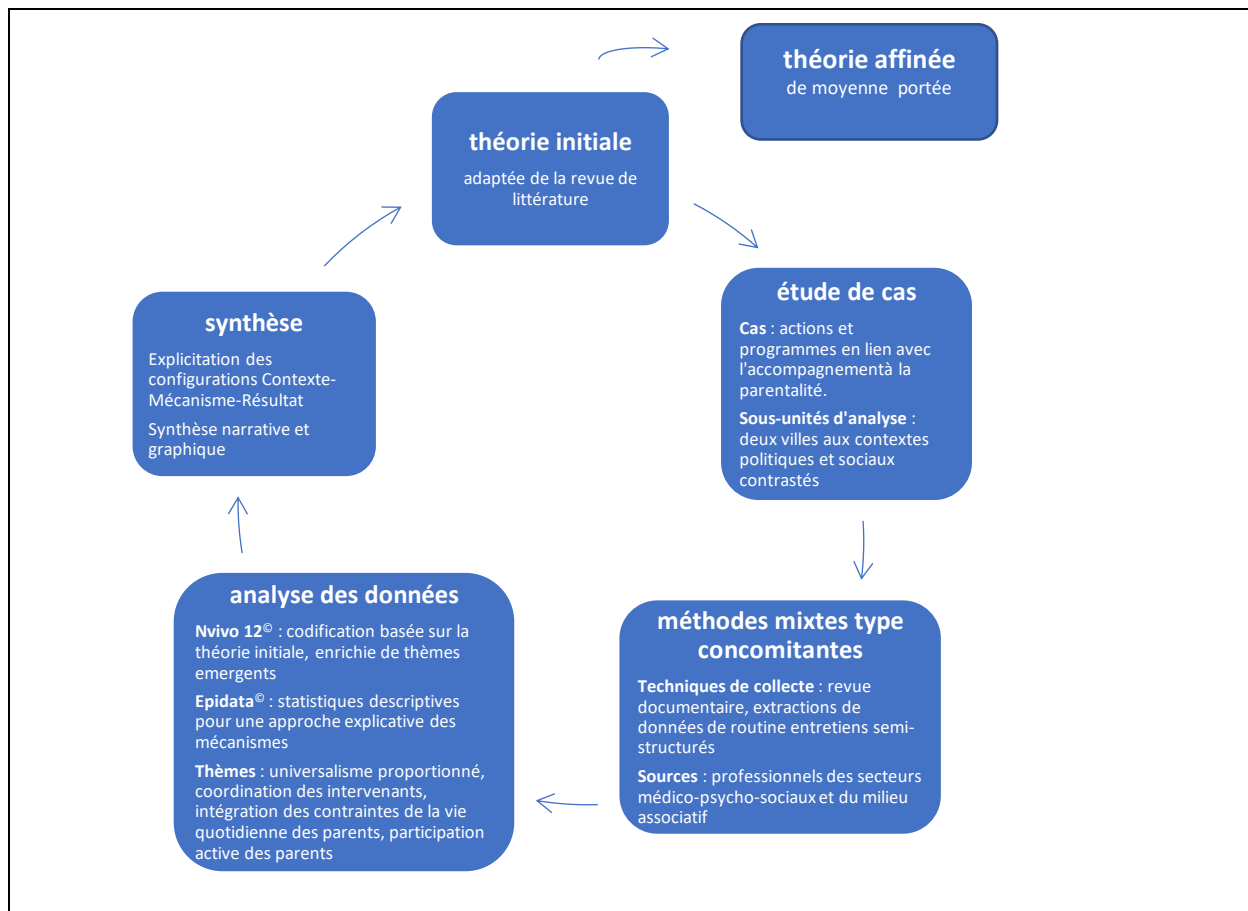 théorie affinée
de moyenne portée
théorie initiale
adaptée de la revue de
littérature
étude de cas
Cas : actions et
programmes en lien avec
l'accompagnementà la
parentalité.
Sous-unités d'analyse :
deux villes aux contextes
politiques et sociaux
contrastés
méthodes mixtes type
concomitantes
Techniques de collecte : revue
documentaire, extractions de
données de routine entretiens semi-
structurés
Sources : professionnels des secteurs
médico-psycho-sociaux et du milieu
associatif
analyse des données
Nvivo 12© : codification basée sur la
théorie initiale, enrichie de thèmes
emergents
Epidata© : statistiques descriptives
pour une approche explicative des
mécanismes
Thèmes : universalisme proportionné,
coordination des intervenants,
intégration des contraintes de la vie
quotidienne des parents, participation
active des parents
synthèse
Explicitation des
configurations Contexte-
Mécanisme-Résultat
Synthèse narrative et
graphique